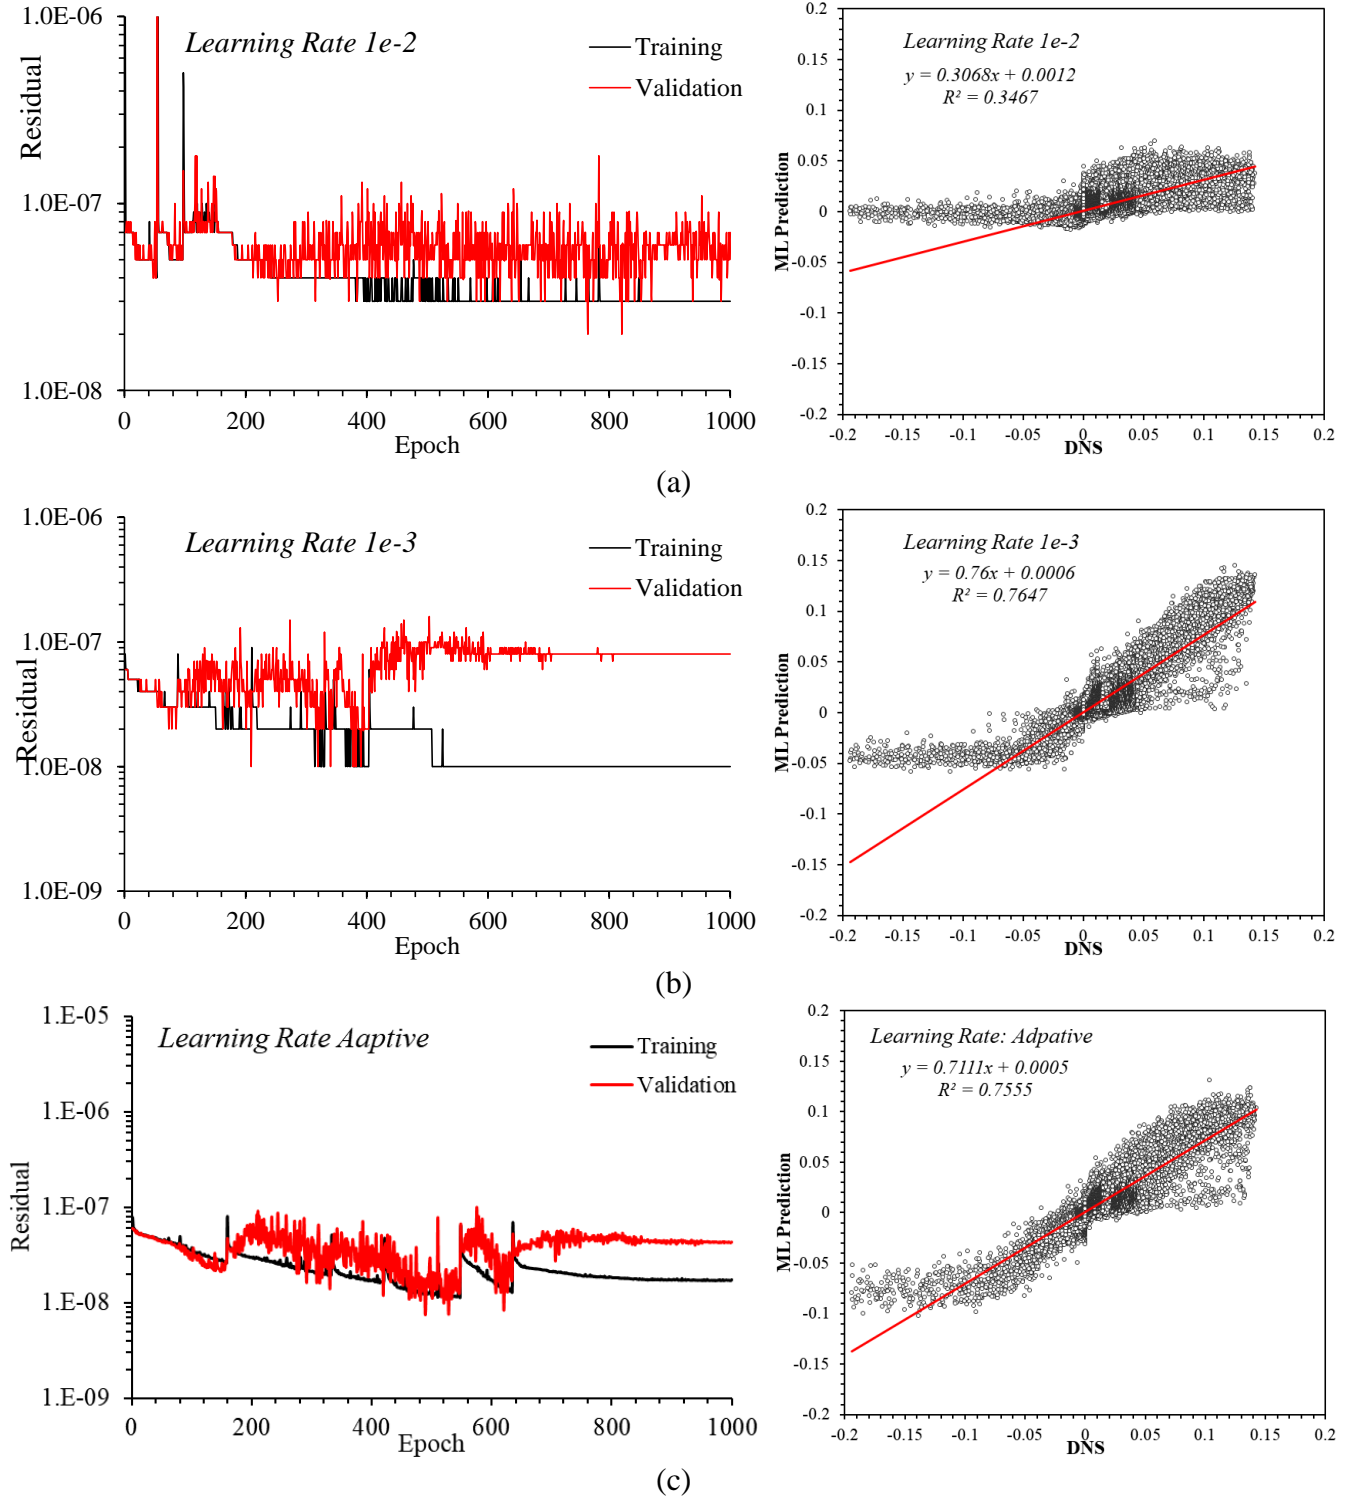 Learning Rate 1e-2
Training
Validation
Residual
1.0E-06
1.0E-07
1.0E-08
0
200
400
600
800
1000
Epoch
Learning Rate 1e-2
y = 0.3068x + 0.0012
R² = 0.3467
ML Prediction
0.2
0.15
0.1
0.05
0
-0.05
-0.1
-0.15
-0.2
-0.2
-0.15
-0.1
-0.05
0
0.05
0.1
0.15
0.2
DNS
(a)
Learning Rate 1e-3
Training
Validation
Residual
1.0E-06
1.0E-07
1.0E-08
1.0E-09
0
200
400
600
800
1000
Epoch
Learning Rate 1e-3
y = 0.76x + 0.0006
R² = 0.7647
ML Prediction
0.2
0.15
0.1
0.05
0
-0.05
-0.1
-0.15
-0.2
-0.2
-0.15
-0.1
-0.05
0
0.05
0.1
0.15
0.2
DNS
(b)
Learning Rate Aaptive
Training
Validation
Residual
1.E-05
1.E-06
1.E-07
1.E-08
1.E-09
0
200
400
600
800
1000
Epoch
Learning Rate: Adpative
y = 0.7111x + 0.0005
R² = 0.7555
ML Prediction
0.2
0.15
0.1
0.05
0
-0.05
-0.1
-0.15
-0.2
-0.2
-0.15
-0.1
-0.05
0
0.05
0.1
0.15
0.2
DNS
(c)